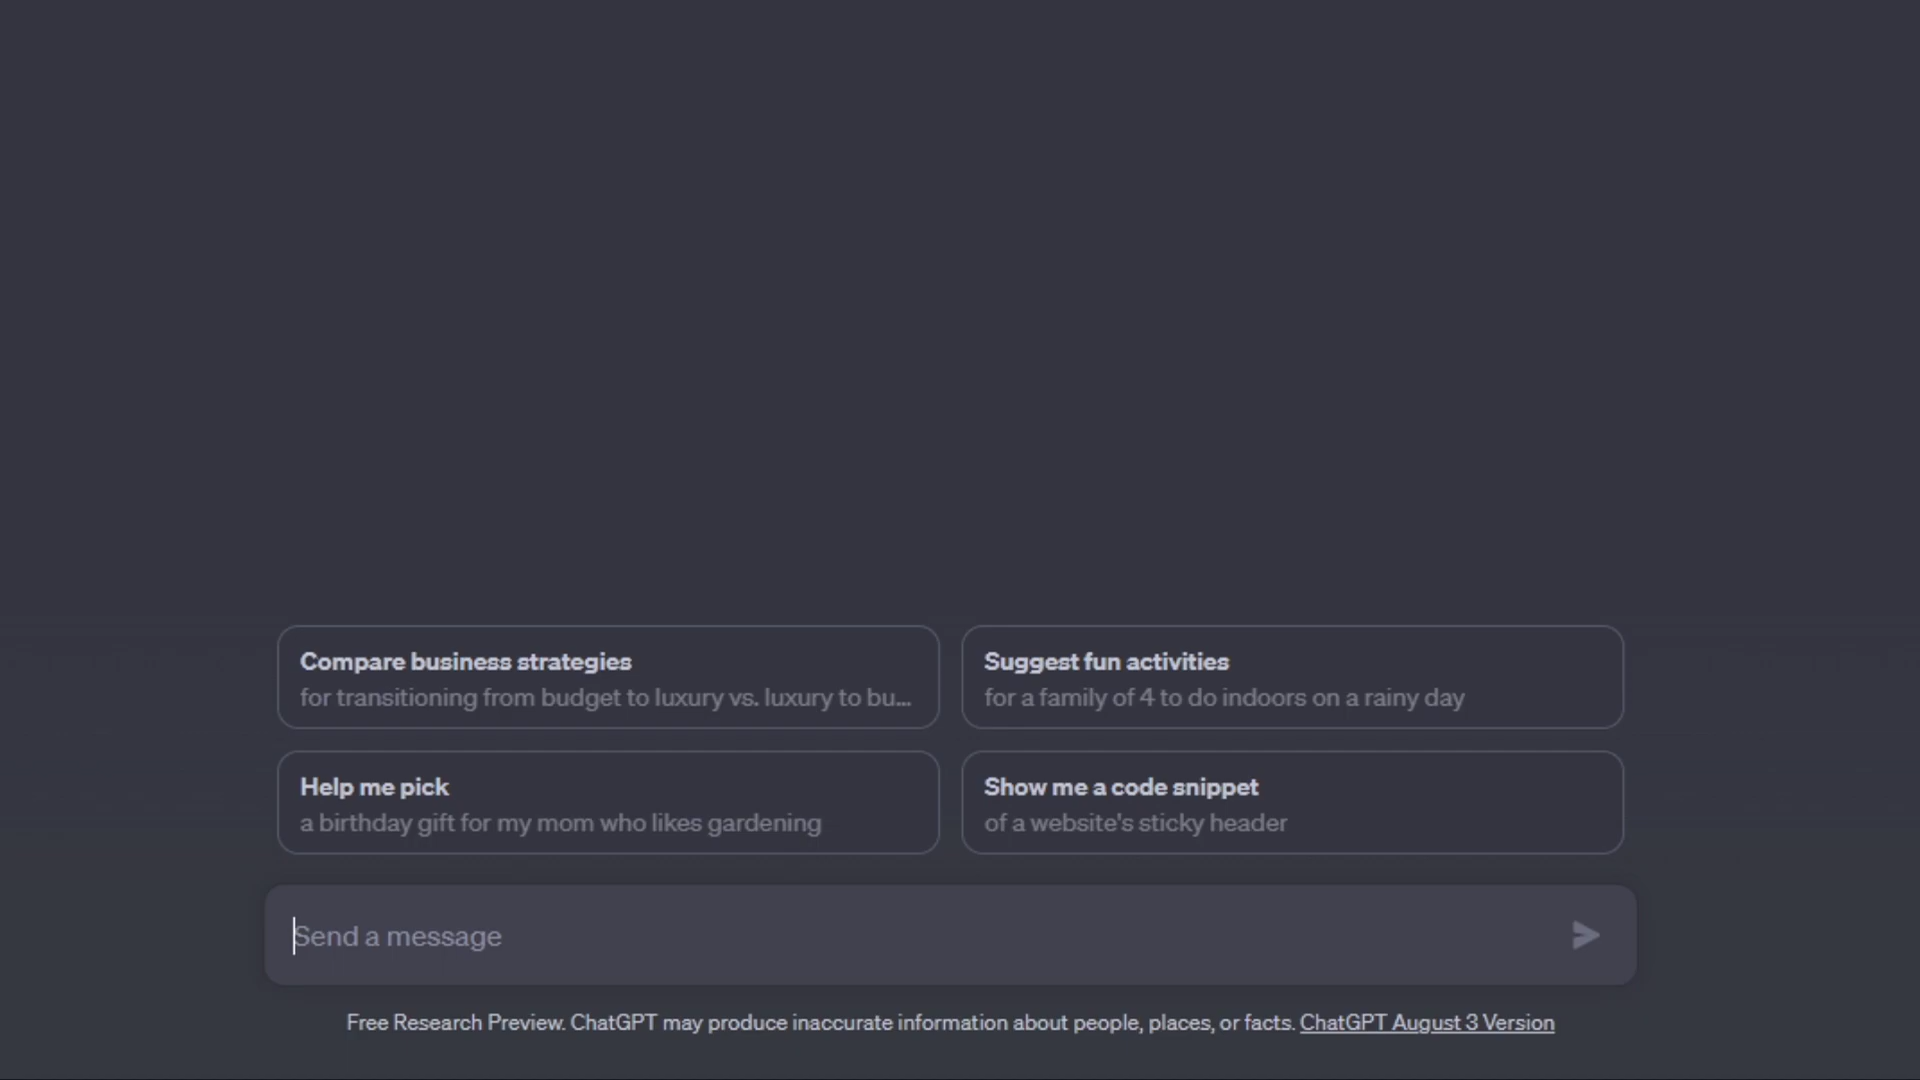 Compare business strategies
for transitioning from budget to luxury vs. luxury to bu...
Suggest fun activities
for a family of 4 to do indoors on a rainy day
Help me pick
a birthday gift for my mom who likes gardening
Show me a code snippet
of a website's sticky header
Send a message
Free Research Preview. ChatGPT may produce inaccurate information about people, places, or facts. ChatGPT August 3 Version